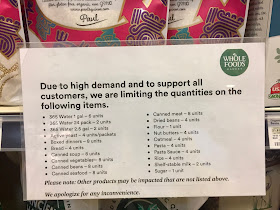 Paul
WHOLE
FOODS
MARKET
Due to high demand and to support all
customers, we are limiting the quantities on the
following items.
365 Water 1 gal – 6 units
365 Water 24 pack – 2 units
365 Water 2.5 gal – 2 units
Active yeast – 4 units/packets
Boxed dinners – 6 units
Bread – 4 units
Canned soup – 8 units
Canned vegetables – 8 units
Canned beans – 8 units
Canned seafood – 8 units
Canned meat – 8 units
Dried beans – 4 units
Flour – 1 unit
Nut butters – 4 units
Oatmeal – 4 units
Pasta – 4 units
Pasta Sauce – 4 units
Rice – 4 units
Shelf-stable milk – 2 units
Sugar – 1 unit
Please note: Other products may be impacted that are not listed above.
We apologize for any inconvenience.